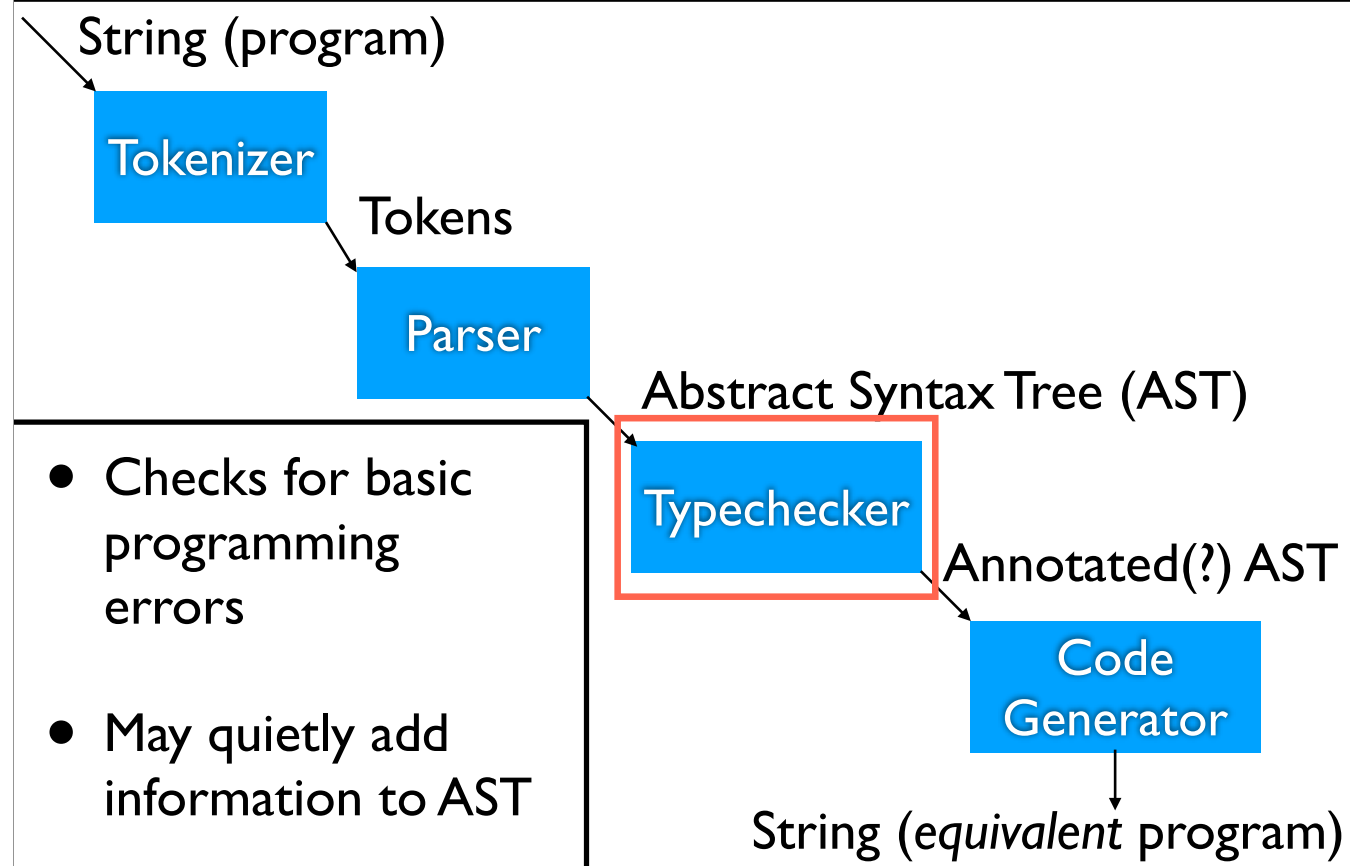 String (program)
Tokenizer
Tokens
Parser
Abstract Syntax Tree (AST)
Typechecker
Annotated(?) AST
Code
Generator
String (equivalent program)
● Checks for basic
programming
errors
● May quietly add
information to AST